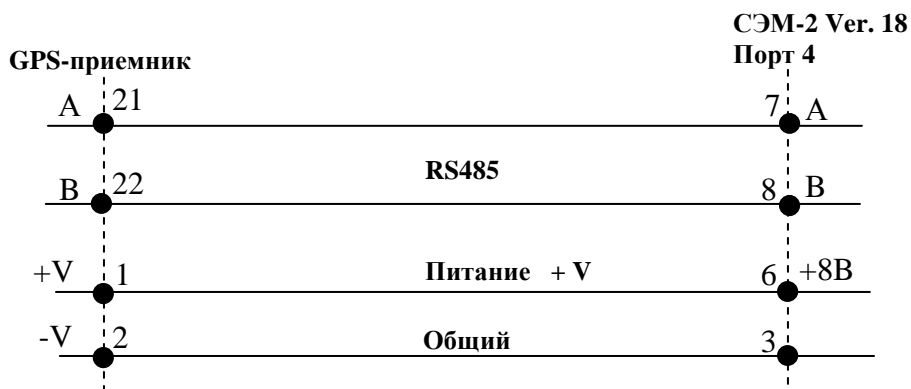 СЭМ-2 Ver. 18
GPS-приемник
Порт 4
A 21 7 A
RS485
B 22 8 B
+V 1 Питание + V 6 +8В
-V 2 Общий 3